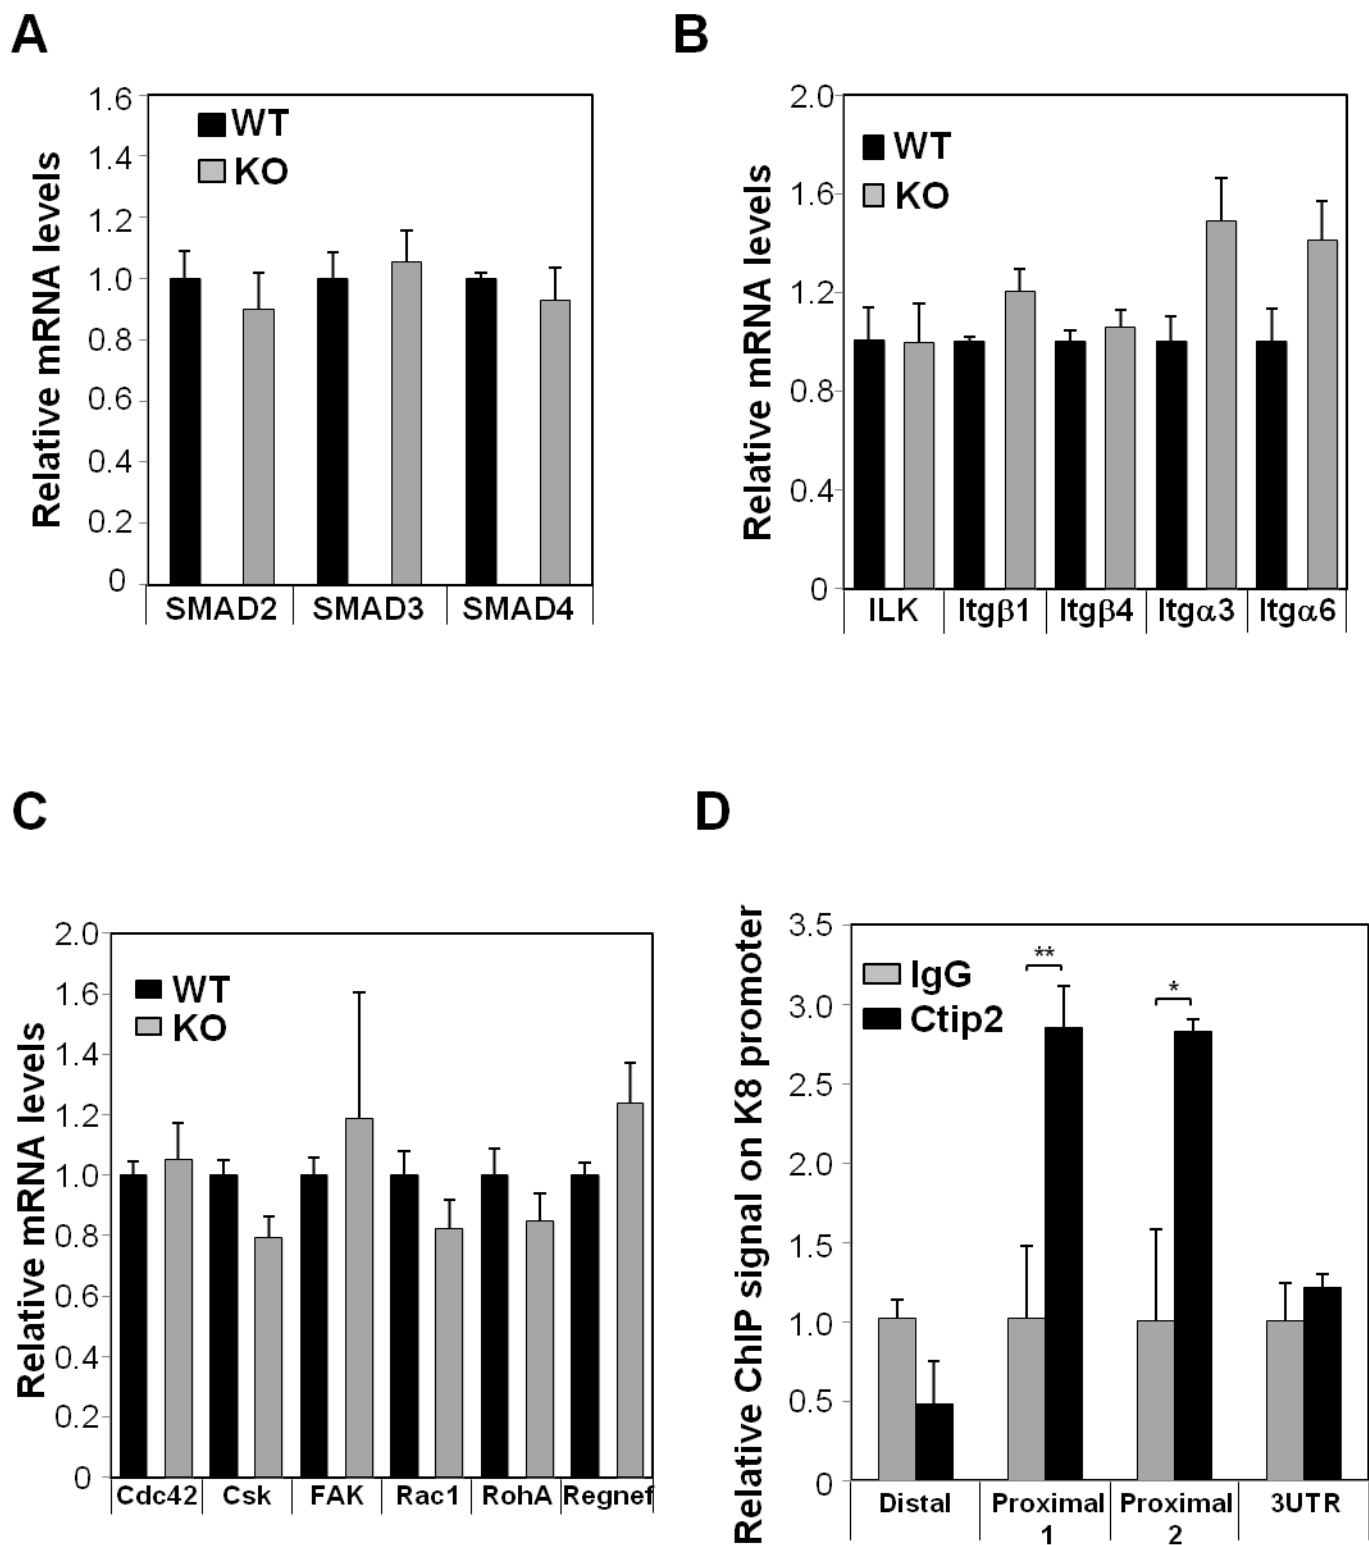 A
Relative mRNA levels
1.6
1.4
1.2
1.0
0.8
0.6
0.4
0.2
0
WT
KO
SMAD2 SMAD3 SMAD4
B
Relative mRNA levels
2.0
1.6
1.2
0.8
0.4
0
WT
KO
ILK Itgβ1 Itgβ4 Itgα3 Itgα6
C
Relative mRNA levels
2.0
1.6
1.4
1.2
1.0
0.8
0.6
0.4
0.2
0
WT
KO
Cdc42 Csk FAK Rac1 RohA Regnef
D
Relative ChIP signal on K8 promoter
3.5
3.0
2.5
2.0
1.5
1.0
0.5
0
IgG
Ctip2
**
*
Distal Proximal Proximal 3UTR
1 2